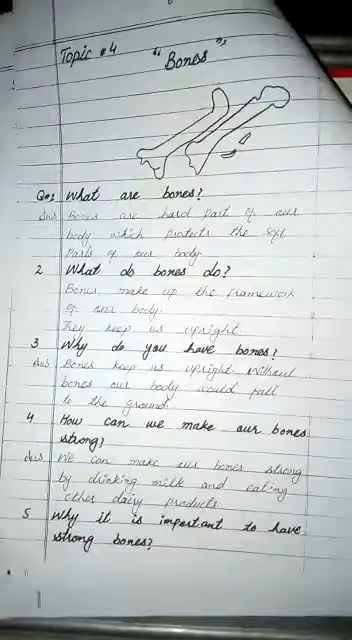 Topic # 4 "Bones"
Q no1 What are bones?
Ans Bones are hard part of our
body which protects the soft
parts of our body
2 What do bones do?
Bones make up the framework
of our body.
They keep us upright
3 Why do you have bones?
Ans Bones keep us upright. Without
bones our body would fall
to the ground.
4 How can we make our bones
strong?
Ans We can make our bones strong
by drinking milk and eating
other dairy products
5 Why it is important to have
strong bones?